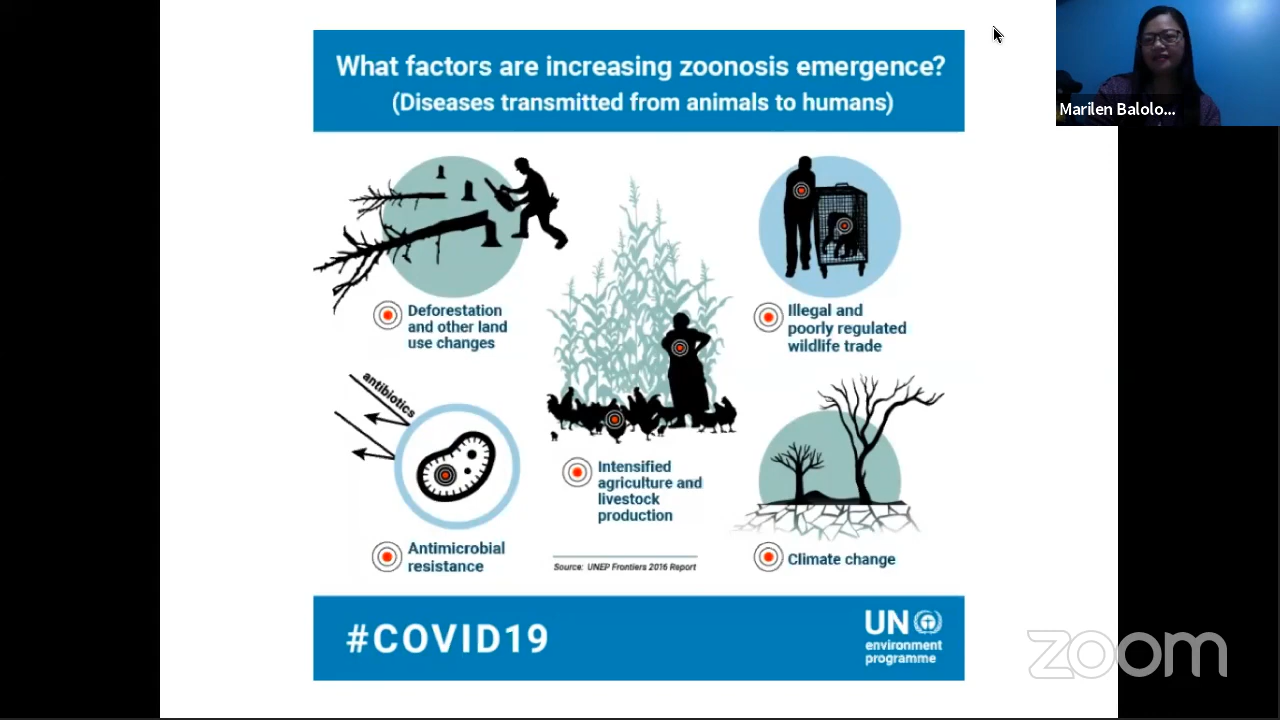 What factors are increasing zoonosis emergence?
(Diseases transmitted from animals to humans)
Marilen Balolo...
Deforestation
and other land
use changes
Illegal and
poorly regulated
wildlife trade
antibiotics
Intensified
agriculture and
livestock
production
Antimicrobial
resistance
Climate change
Source: UNEP Frontiers 2016 Report
#COVID19
UN
environment
programme
zoom